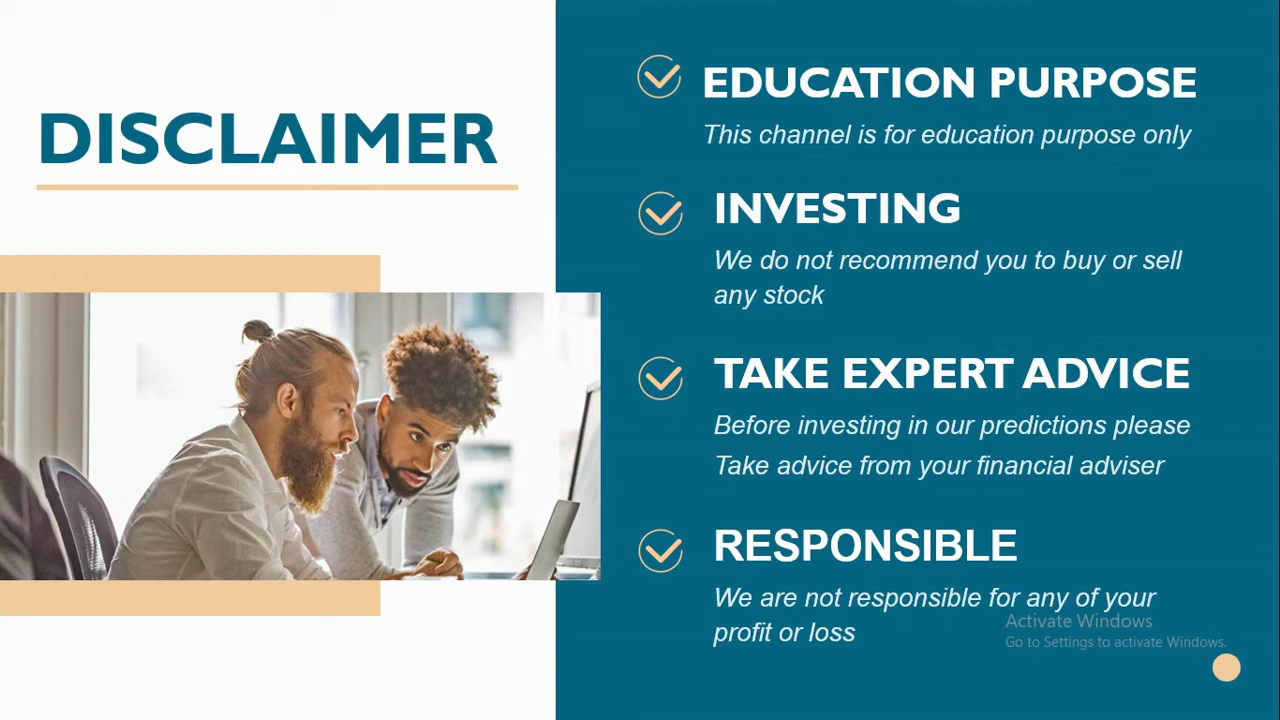 DISCLAIMER
EDUCATION PURPOSE
This channel is for education purpose only
INVESTING
We do not recommend you to buy or sell
any stock
TAKE EXPERT ADVICE
Before investing in our predictions please
Take advice from your financial adviser
RESPONSIBLE
We are not responsible for any of your
profit or loss
Activate Windows
Go to Settings to activate Windows.